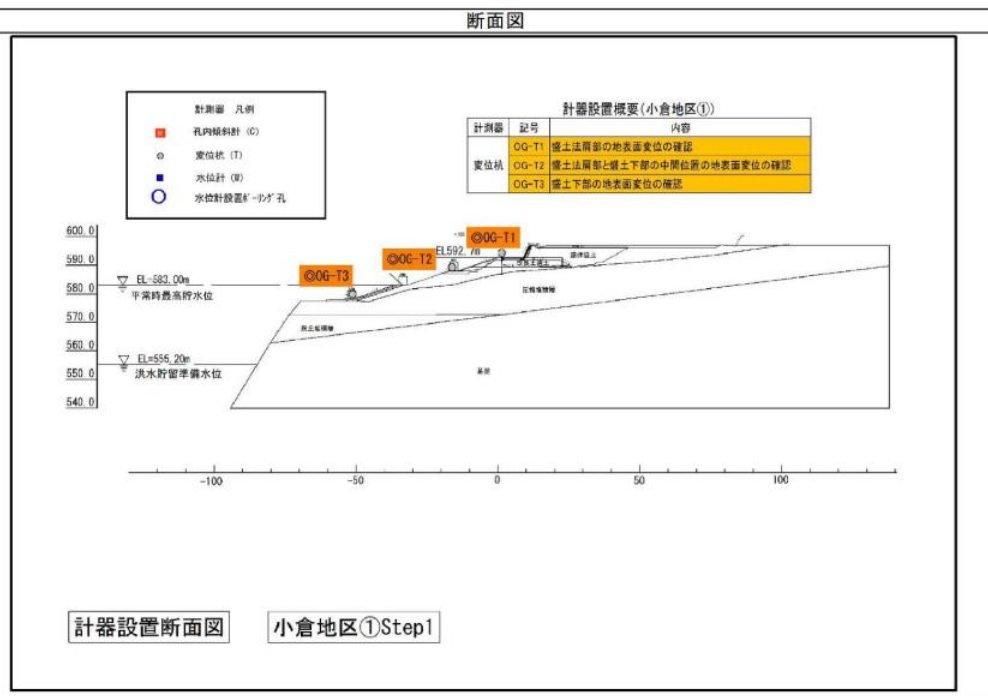 断面図
計測器 凡例
孔内傾斜計 (C)
変位杭 (T)
水位計 (W)
水位計設置ボーリング孔
計器設置概要(小倉地区①)
計測器 記号 内容
変位杭
OG-T1 盛土法肩部の地表面変位の確認
OG-T2 盛土法肩部と盛土下部の中間位置の地表面変位の確認
OG-T3 盛土下部の地表面変位の確認
600.0
590.0
580.0
570.0
560.0
550.0
540.0
◎OG-T1
EL592.7m
◎OG-T2
◎OG-T3
EL=583.00m
平常時最高貯水位
EL=555.20m
洪水貯留準備水位
基岩
-100 -50 0 50 100
計器設置断面図
小倉地区①Step1